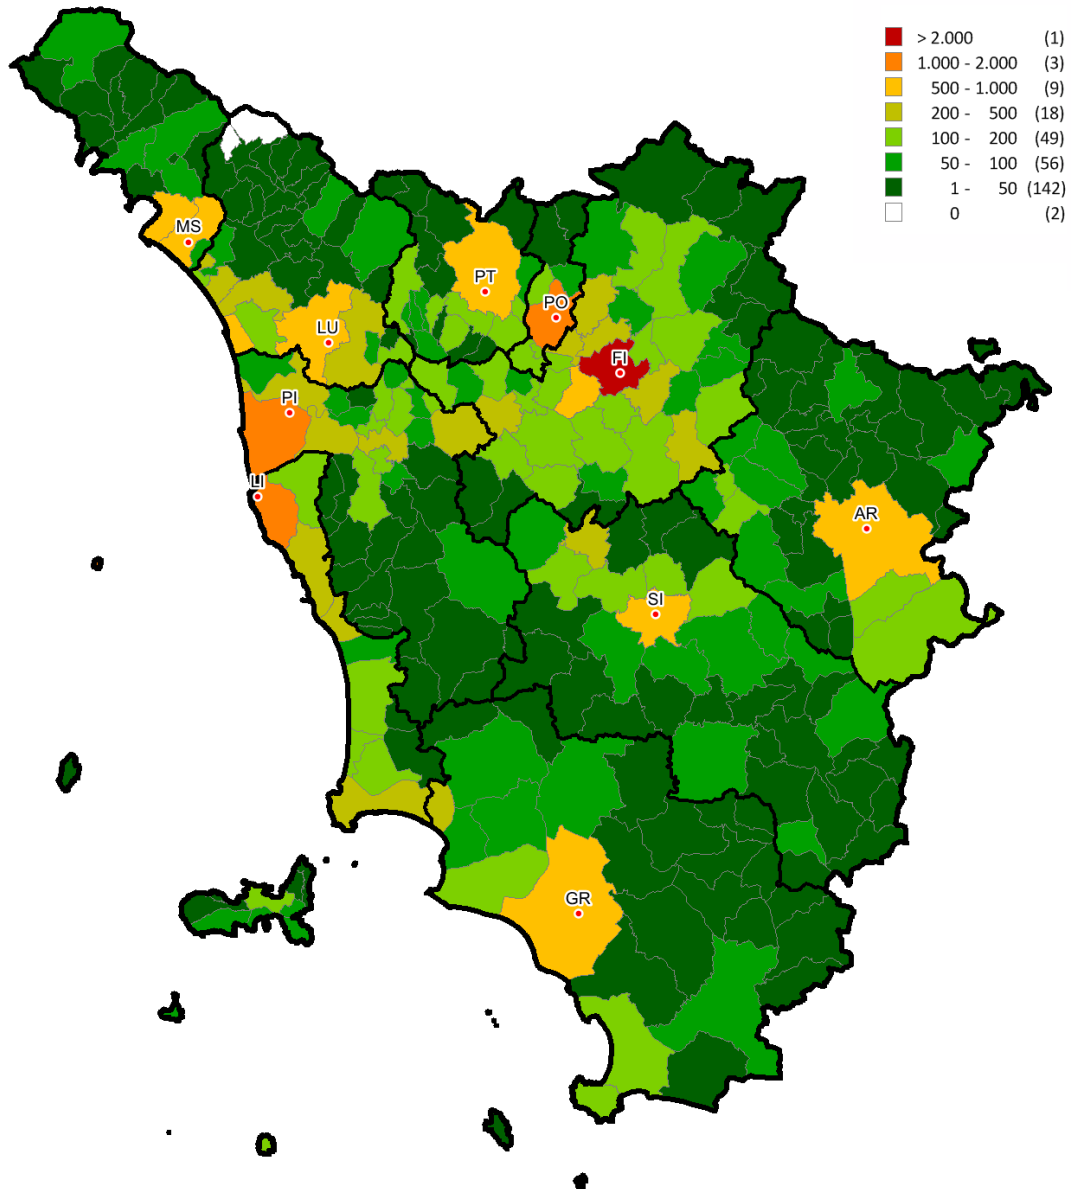 > 2.000 (1)
1.000 - 2.000 (3)
500 - 1.000 (9)
200 - 500 (18)
100 - 200 (49)
50 - 100 (56)
1 - 50 (142)
0 (2)
MS
PT
PO
LU
FI
PI
LI
AR
SI
GR